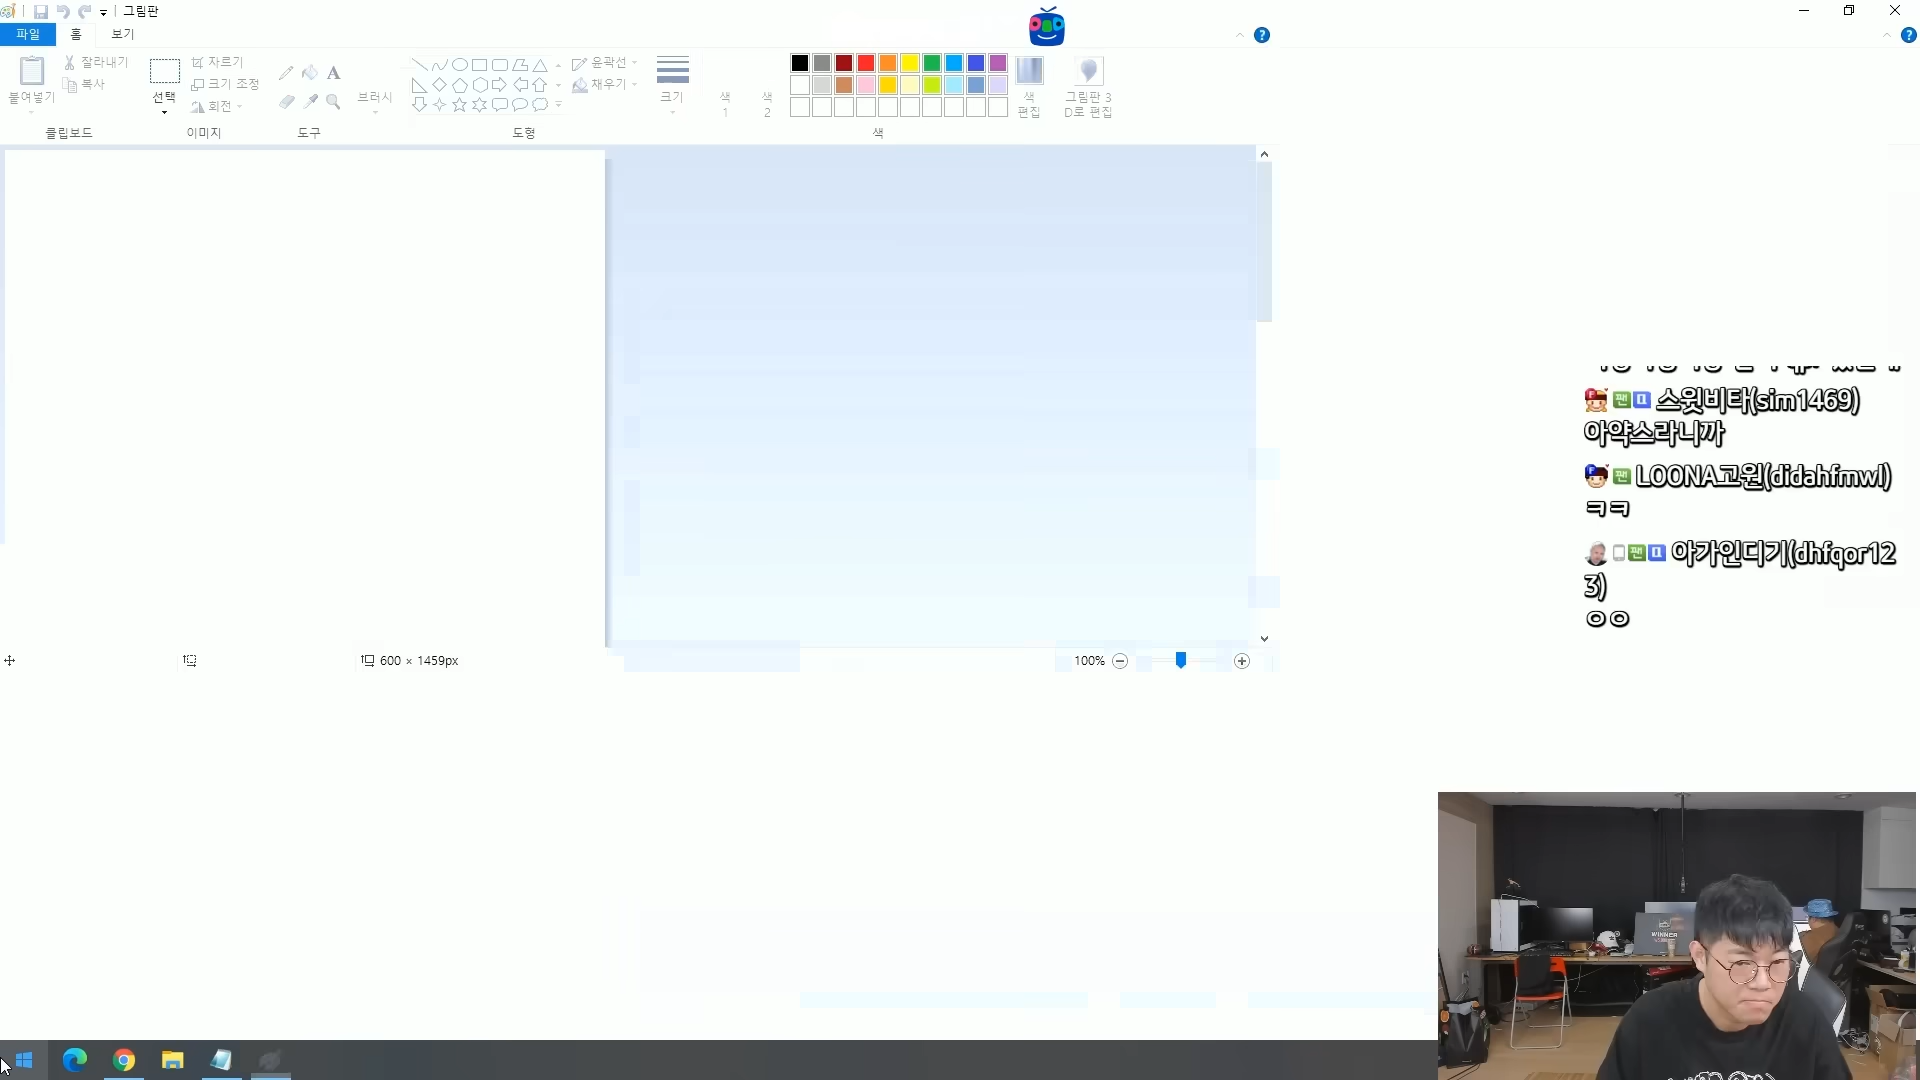 그림판
파일 홈 보기
붙여넣기
잘라내기
복사
클립보드
선택
자르기
크기 조정
회전
이미지
A
도구
브러시
도형
윤곽선
채우기
크기
색
1
색
2
색
색
편집
그림판 3
D로 편집
스윗비타(sim1469)
아약스라니까
LOONA고원(didahfmwl)
ㅋㅋ
아가인디기(dhfqor12
3)
ㅇㅇ
600 × 1459px
100%
WINNER